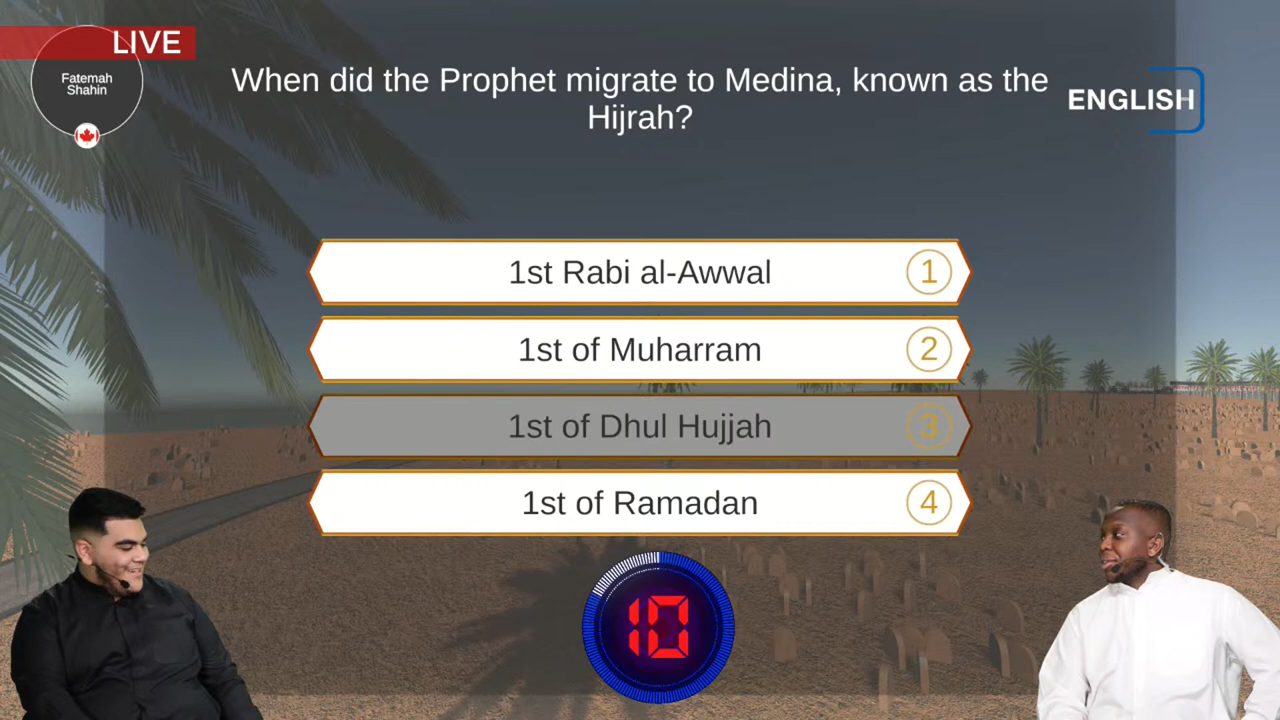 LIVE
Fatemah
Shahin
When did the Prophet migrate to Medina, known as the
Hijrah?
ENGLISH
1st Rabi al-Awwal 1
1st of Muharram 2
1st of Dhul Hujjah 3
1st of Ramadan 4
10